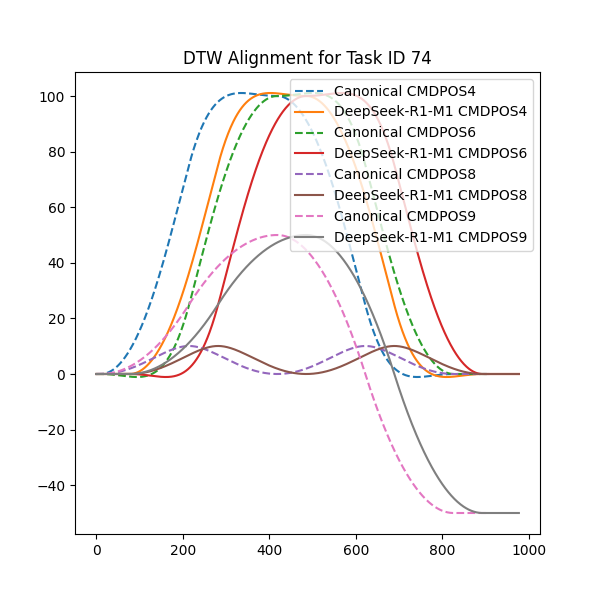 DTW Alignment for Task ID 74
100
80
60
40
20
0
−20
−40
Canonical CMDPOS4
DeepSeek-R1-M1 CMDPOS4
Canonical CMDPOS6
DeepSeek-R1-M1 CMDPOS6
Canonical CMDPOS8
DeepSeek-R1-M1 CMDPOS8
Canonical CMDPOS9
DeepSeek-R1-M1 CMDPOS9
0 200 400 600 800 1000